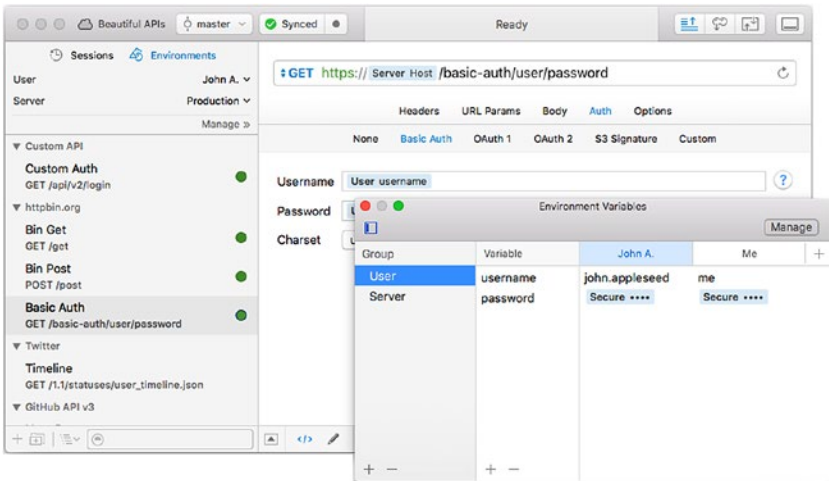 Beautiful APIs master Synced Ready
Sessions Environments
User John A.
Server Production
Manage »
Custom API
Custom Auth
GET /api/v2/login
httpbin.org
Bin Get
GET /get
Bin Post
POST /post
Basic Auth
GET /basic-auth/user/password
Twitter
Timeline
GET /1.1/statuses/user_timeline.json
GitHub API v3
GET https:// Server Host /basic-auth/user/password
Headers URL Params Body Auth Options
None Basic Auth OAuth 1 OAuth 2 S3 Signature Custom
Username User username ?
Password
Charset
Environment Variables
Manage
Group Variable John A. Me +
User username john.appleseed me
Server password Secure •••• Secure ••••
+ − + −